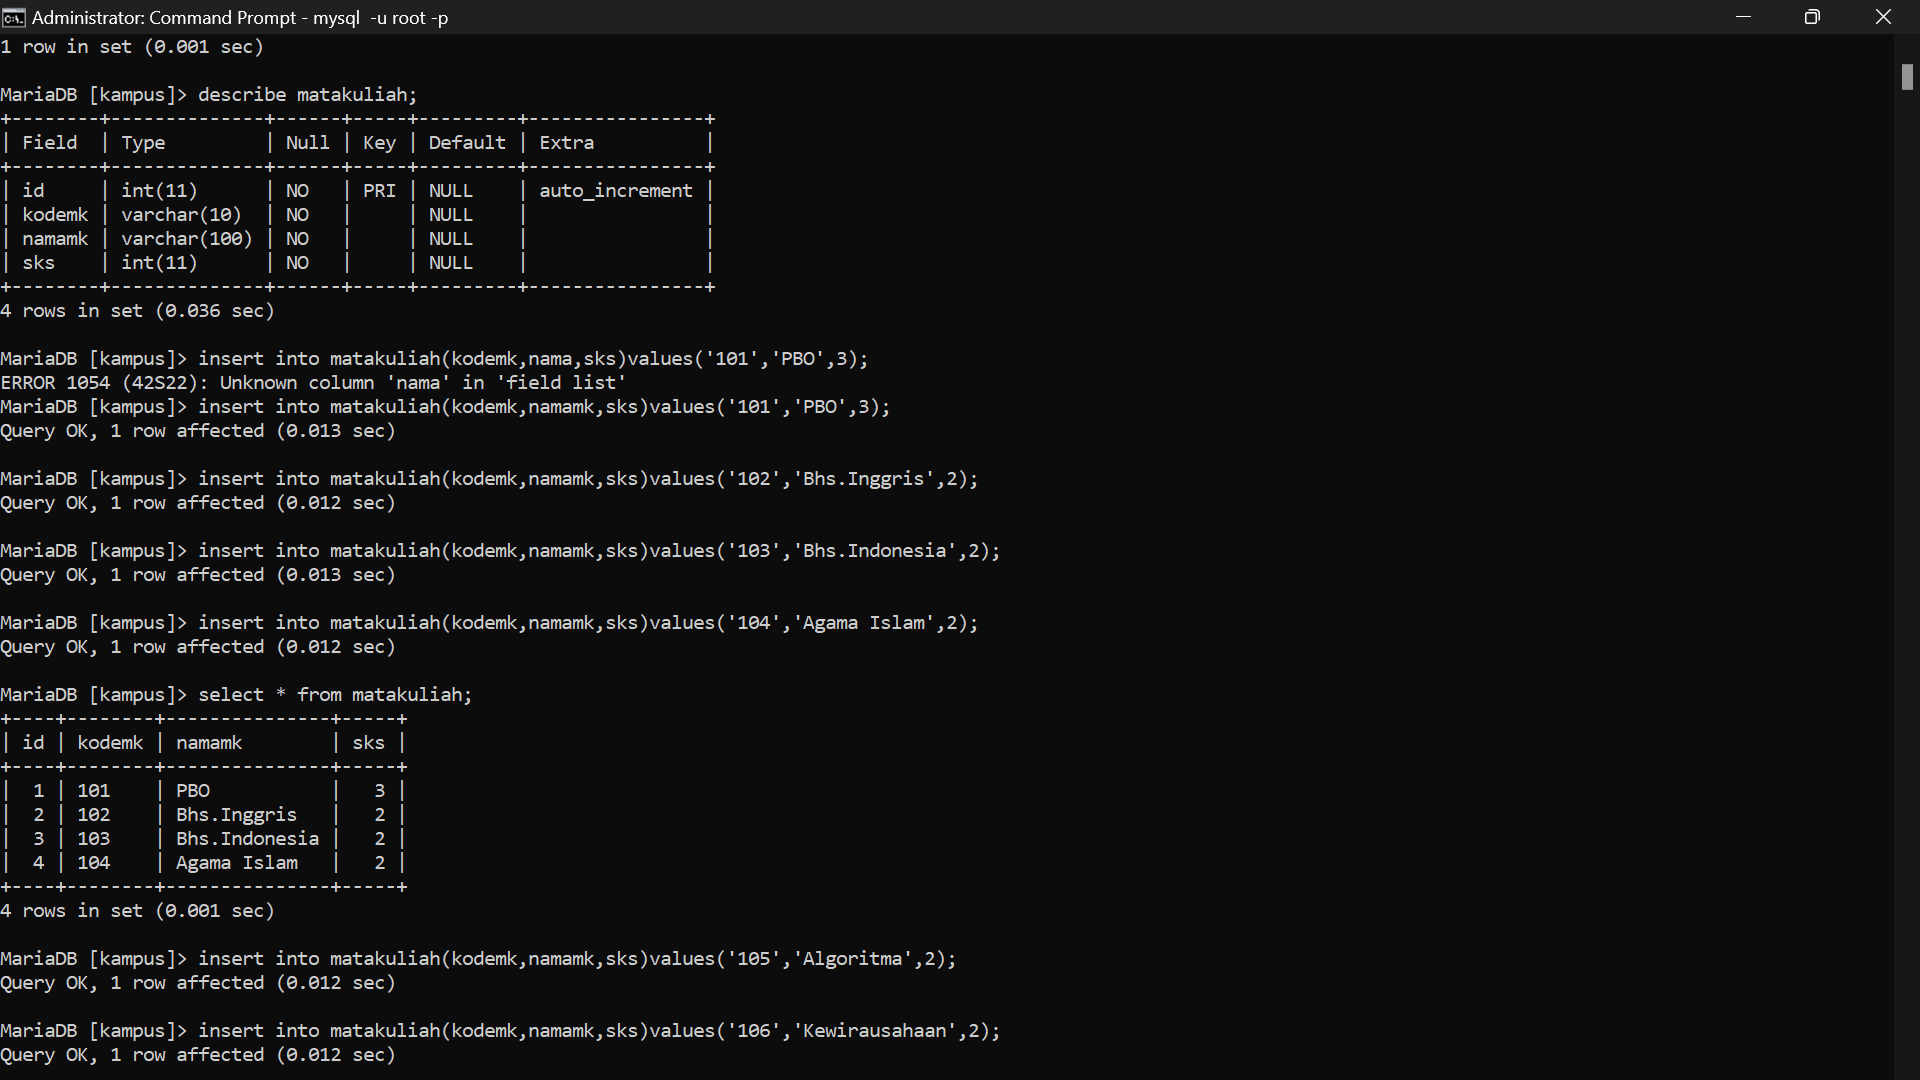 Administrator: Command Prompt - mysql  -u root -p
1 row in set (0.001 sec)
MariaDB [kampus]> describe matakuliah;
+--------+--------------+------+-----+---------+----------------+
| Field  | Type         | Null | Key | Default | Extra          |
+--------+--------------+------+-----+---------+----------------+
| id     | int(11)      | NO   | PRI | NULL    | auto_increment |
| kodemk | varchar(10)  | NO   |     | NULL    |                |
| namamk | varchar(100) | NO   |     | NULL    |                |
| sks    | int(11)      | NO   |     | NULL    |                |
+--------+--------------+------+-----+---------+----------------+
4 rows in set (0.036 sec)
MariaDB [kampus]> insert into matakuliah(kodemk,nama,sks)values('101','PBO',3);
ERROR 1054 (42S22): Unknown column 'nama' in 'field list'
MariaDB [kampus]> insert into matakuliah(kodemk,namamk,sks)values('101','PBO',3);
Query OK, 1 row affected (0.013 sec)
MariaDB [kampus]> insert into matakuliah(kodemk,namamk,sks)values('102','Bhs.Inggris',2);
Query OK, 1 row affected (0.012 sec)
MariaDB [kampus]> insert into matakuliah(kodemk,namamk,sks)values('103','Bhs.Indonesia',2);
Query OK, 1 row affected (0.013 sec)
MariaDB [kampus]> insert into matakuliah(kodemk,namamk,sks)values('104','Agama Islam',2);
Query OK, 1 row affected (0.012 sec)
MariaDB [kampus]> select * from matakuliah;
+----+--------+---------------+-----+
| id | kodemk | namamk        | sks |
+----+--------+---------------+-----+
|  1 | 101    | PBO           |   3 |
|  2 | 102    | Bhs.Inggris   |   2 |
|  3 | 103    | Bhs.Indonesia |   2 |
|  4 | 104    | Agama Islam   |   2 |
+----+--------+---------------+-----+
4 rows in set (0.001 sec)
MariaDB [kampus]> insert into matakuliah(kodemk,namamk,sks)values('105','Algoritma',2);
Query OK, 1 row affected (0.012 sec)
MariaDB [kampus]> insert into matakuliah(kodemk,namamk,sks)values('106','Kewirausahaan',2);
Query OK, 1 row affected (0.012 sec)